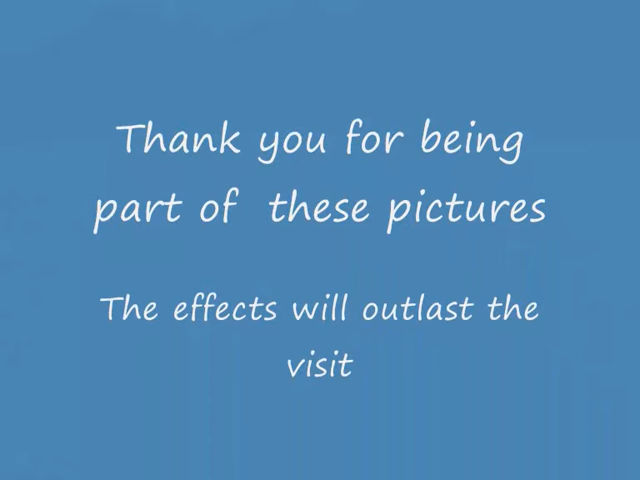 Thank you for being
part of  these pictures
The effects will outlast the
visit